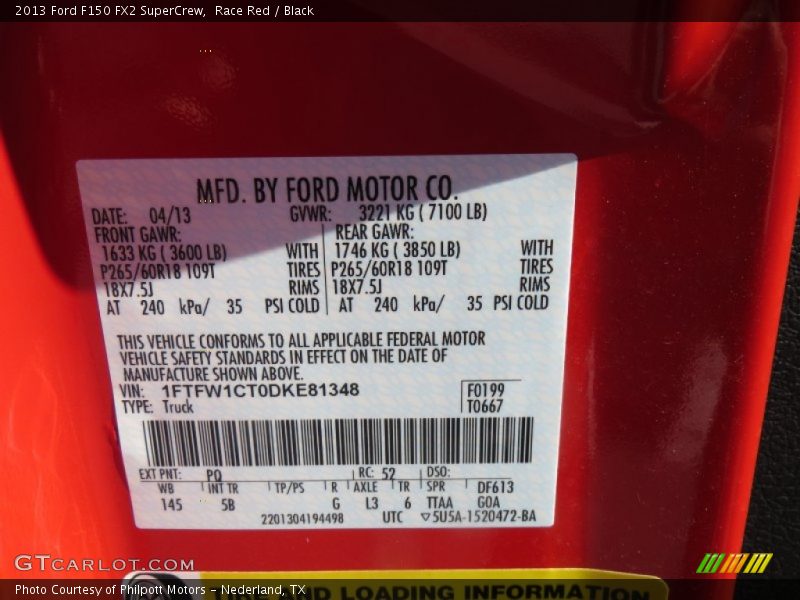 2013 Ford F150 FX2 SuperCrew,  Race Red / Black
MFD. BY FORD MOTOR CO.
DATE: 04/13 GVWR: 3221 KG ( 7100 LB)
FRONT GAWR: REAR GAWR:
1633 KG ( 3600 LB) WITH 1746 KG ( 3850 LB) WITH
P265/60R18 109T TIRES P265/60R18 109T TIRES
18X7.5J RIMS 18X7.5J RIMS
AT 240 kPa/ 35 PSI COLD AT 240 kPa/ 35 PSI COLD
THIS VEHICLE CONFORMS TO ALL APPLICABLE FEDERAL MOTOR
VEHICLE SAFETY STANDARDS IN EFFECT ON THE DATE OF
MANUFACTURE SHOWN ABOVE.
VIN: 1FTFW1CT0DKE81348 F0199
TYPE: Truck T0667
EXT PNT: PQ RC: 52 DSO:
WB INT TR TP/PS R AXLE TR SPR DF613
145 5B G L3 6 TTAA GOA
2201304194498 UTC ▽5U5A-1520472-BA
GTCARLOT.COM
TIRE AND LOADING INFORMATION
Photo Courtesy of Philpott Motors - Nederland, TX